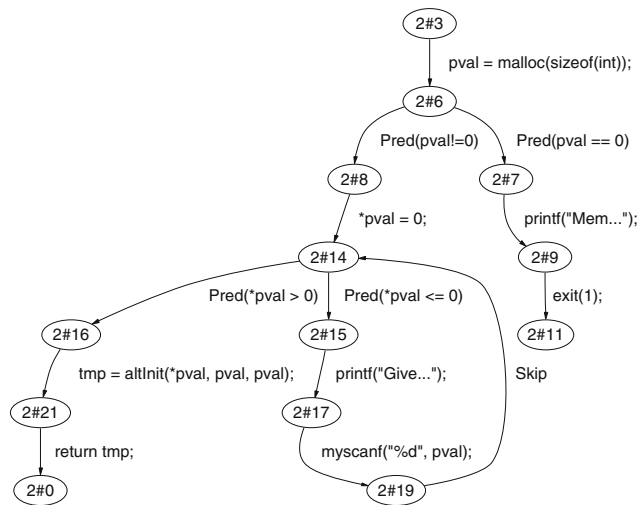 2#3
pval = malloc(sizeof(int));
2#6
Pred(pval!=0)
Pred(pval == 0)
2#8
2#7
*pval = 0;
printf("Mem...");
2#14
2#9
Pred(*pval > 0)
Pred(*pval <= 0)
exit(1);
2#16
2#15
2#11
tmp = altInit(*pval, pval, pval);
printf("Give...");
Skip
2#21
2#17
return tmp;
myscanf("%d", pval);
2#0
2#19